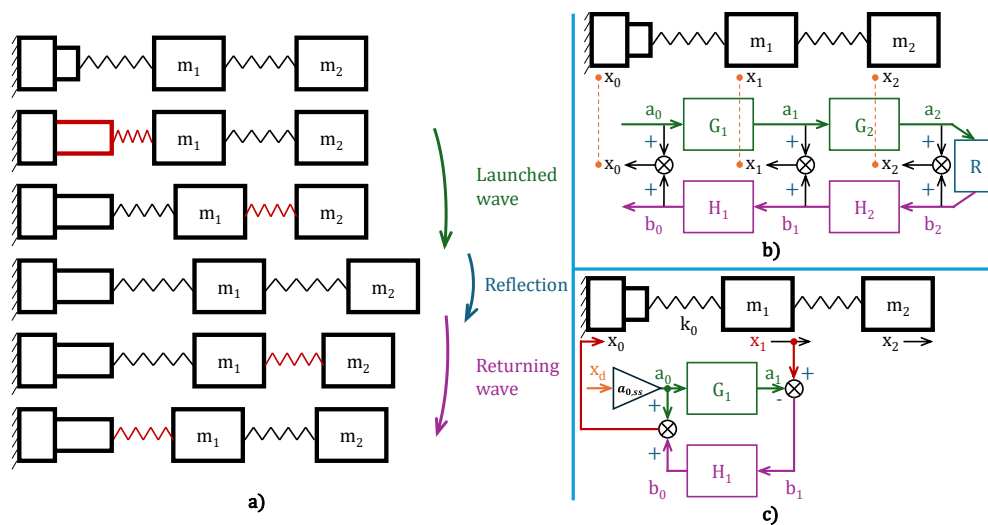 m₁
m₂
m₁
m₂
m₁
m₂
m₁
m₂
m₁
m₂
m₁
m₂
Launched
wave
Reflection
Returning
wave
a)
m₁
m₂
x₀
x₁
x₂
a₀
G₁
a₁
G₂
a₂
+
+
+
x₀
x₁
x₂
R
+
+
+
H₁
H₂
b₀
b₁
b₂
b)
m₁
m₂
k₀
x₀
x₁
x₂
x_d
a₀,ss
a₀
G₁
a₁
+
-
+
+
H₁
b₀
b₁
c)